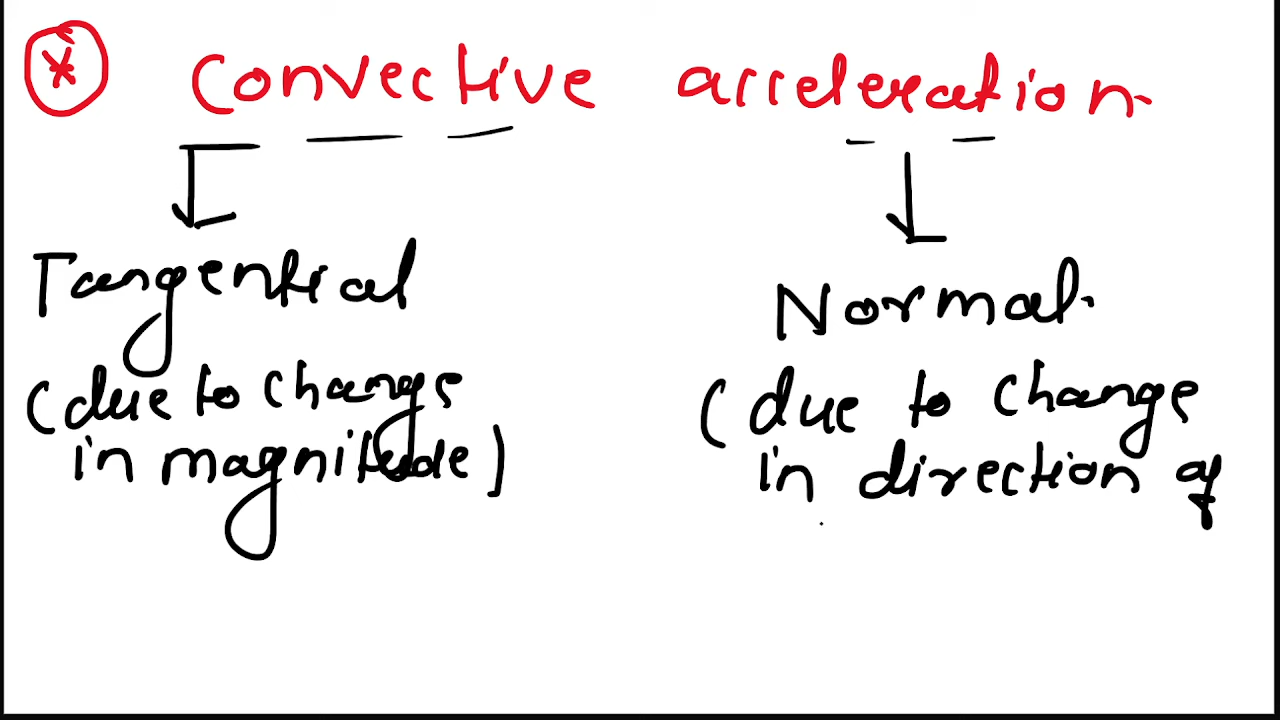 * Convective acceleration.
Tangential
(due to change
in magnitude)
Normal.
(due to change
in direction of